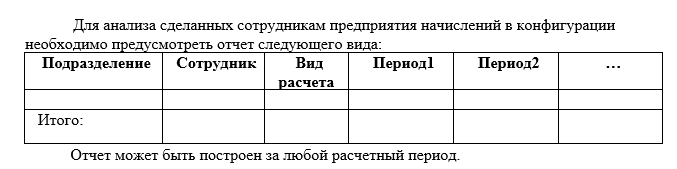 Для анализа сделанных сотрудникам предприятия начислений в конфигурации
необходимо предусмотреть отчет следующего вида:
Подразделение Сотрудник Вид расчета Период1 Период2 …
Итого:
Отчет может быть построен за любой расчетный период.